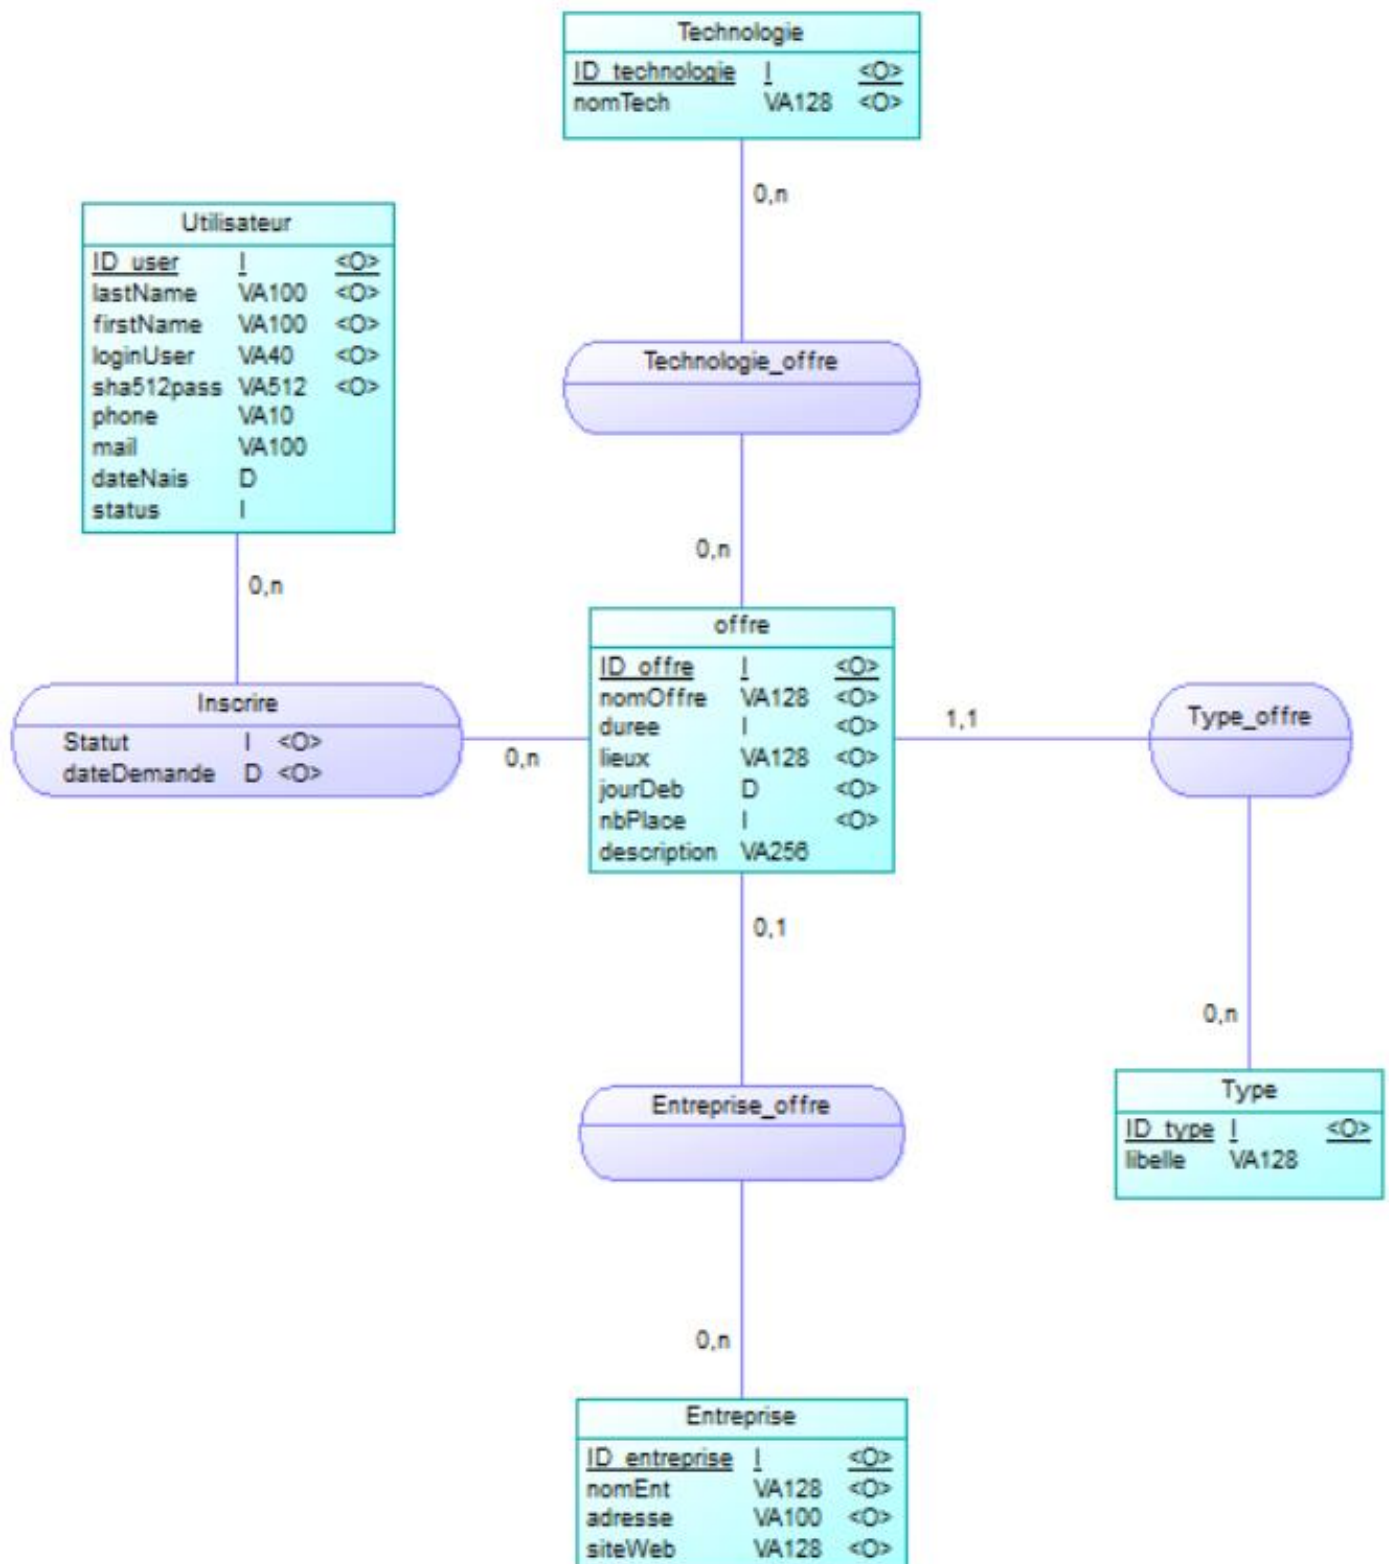 Technologie
ID_technologie I <O>
nomTech VA128 <O>
0,n
Utilisateur
ID_user I <O>
lastName VA100 <O>
firstName VA100 <O>
loginUser VA40 <O>
sha512pass VA512 <O>
phone VA10
mail VA100
dateNais D
status I
Technologie_offre
0,n
0,n
offre
ID_offre I <O>
nomOffre VA128 <O>
duree I <O>
lieux VA128 <O>
jourDeb D <O>
nbPlace I <O>
description VA256
Inscrire
Statut I <O>
dateDemande D <O>
0,n
1,1
Type_offre
0,1
0,n
Type
ID_type I <O>
libelle VA128
Entreprise_offre
0,n
Entreprise
ID_entreprise I <O>
nomEnt VA128 <O>
adresse VA100 <O>
siteWeb VA128 <O>